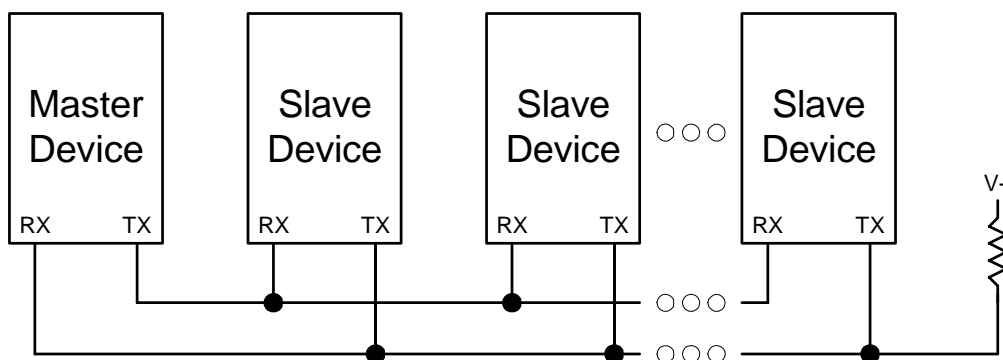 Master
Device
Slave
Device
Slave
Device
Slave
Device
RX TX
RX TX
RX TX
RX TX